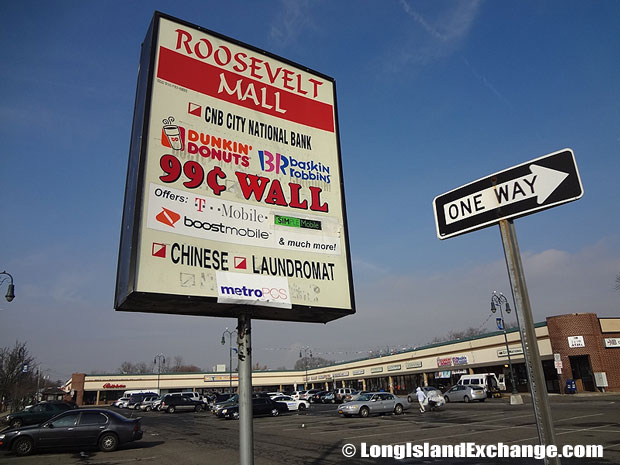 ROOSEVELT
MALL
CNB CITY NATIONAL BANK
DD
DUNKIN'
DONUTS
BR baskin
robbins
99¢ WALL
Offers:
T··Mobile·
SIMPLE Mobile
boostmobile
& much more!
CHINESE
LAUNDROMAT
metroPCS
ONE WAY
© LongIslandExchange.com